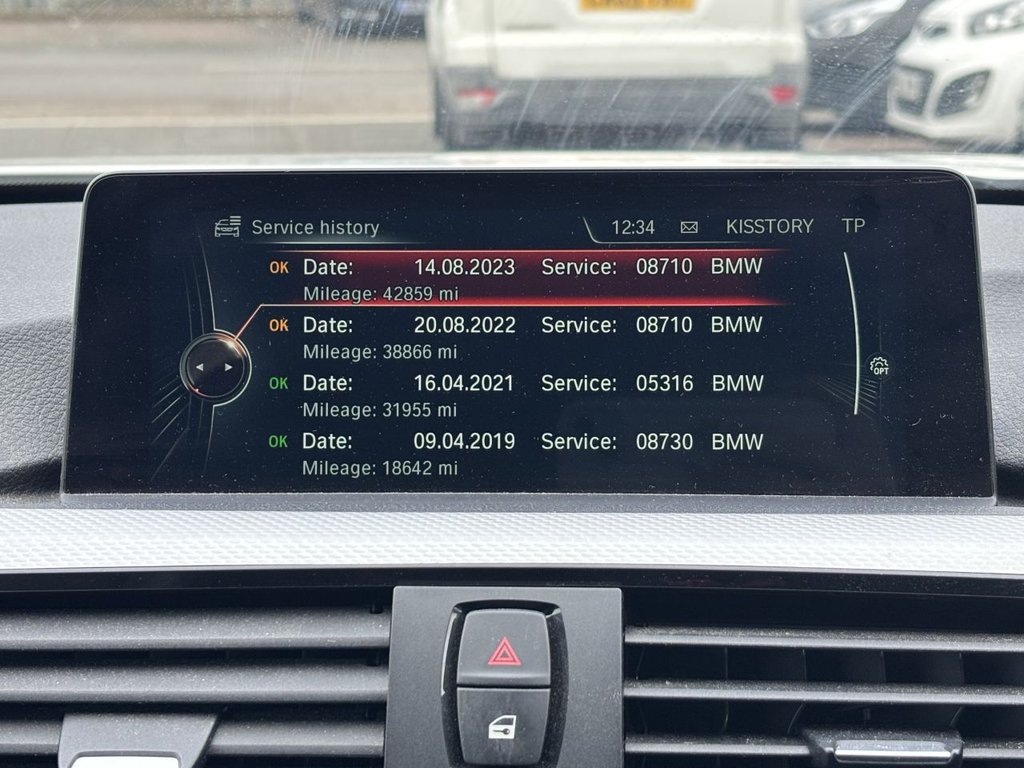 Service history 12:34 KISSTORY TP
OK Date: 14.08.2023 Service: 08710 BMW
Mileage: 42859 mi
OK Date: 20.08.2022 Service: 08710 BMW
Mileage: 38866 mi
OPT
OK Date: 16.04.2021 Service: 05316 BMW
Mileage: 31955 mi
OK Date: 09.04.2019 Service: 08730 BMW
Mileage: 18642 mi